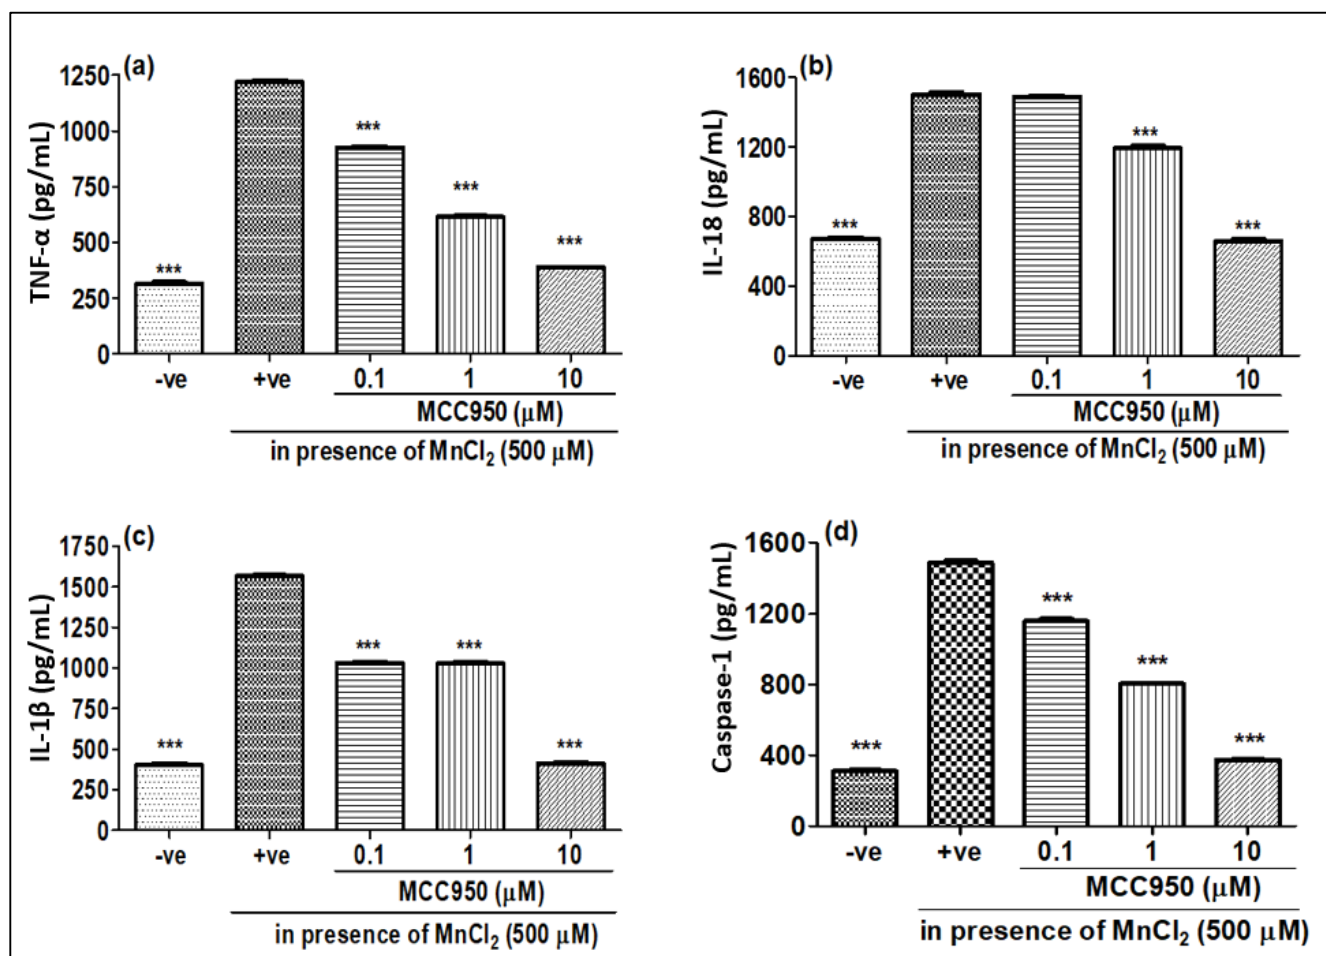 (a)
TNF-α (pg/mL)
1250
1000
750
500
250
0
***
***
***
***
-ve +ve 0.1 1 10
MCC950 (μM)
in presence of MnCl₂ (500 μM)
(b)
IL-18 (pg/mL)
1600
1200
800
400
0
***
***
***
-ve +ve 0.1 1 10
MCC950 (μM)
in presence of MnCl₂ (500 μM)
(c)
IL-1β (pg/mL)
1750
1500
1250
1000
750
500
250
0
***
***
***
***
-ve +ve 0.1 1 10
MCC950 (μM)
in presence of MnCl₂ (500 μM)
(d)
Caspase-1 (pg/mL)
1600
1200
800
400
0
***
***
***
***
-ve +ve 0.1 1 10
MCC950 (μM)
in presence of MnCl₂ (500 μM)